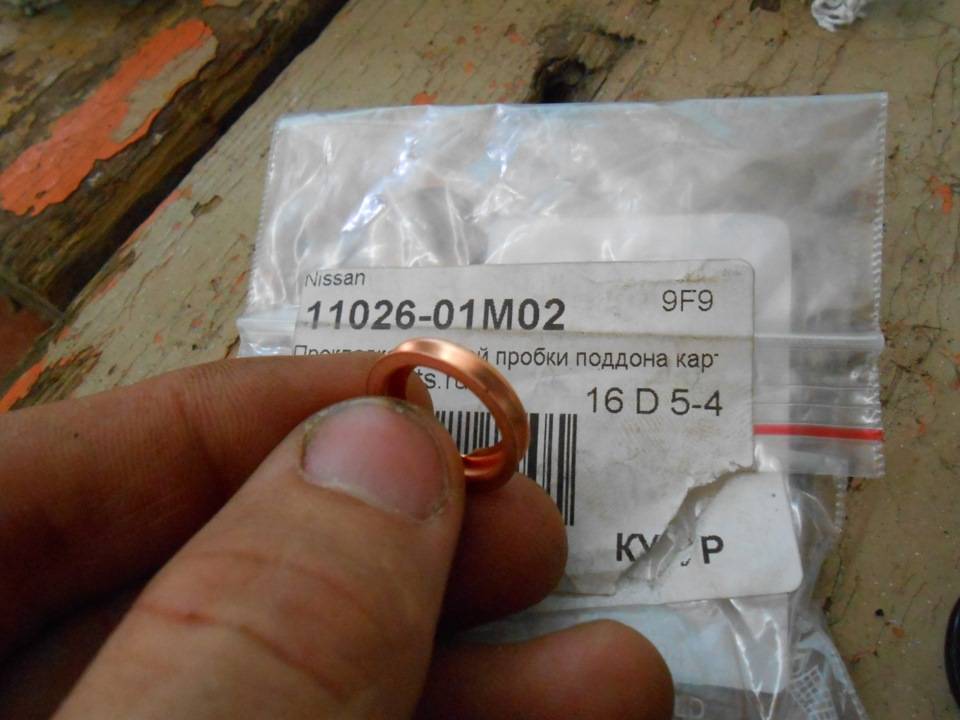 Nissan
11026-01M02
9F9
пробки поддона кар
16 D 5-4